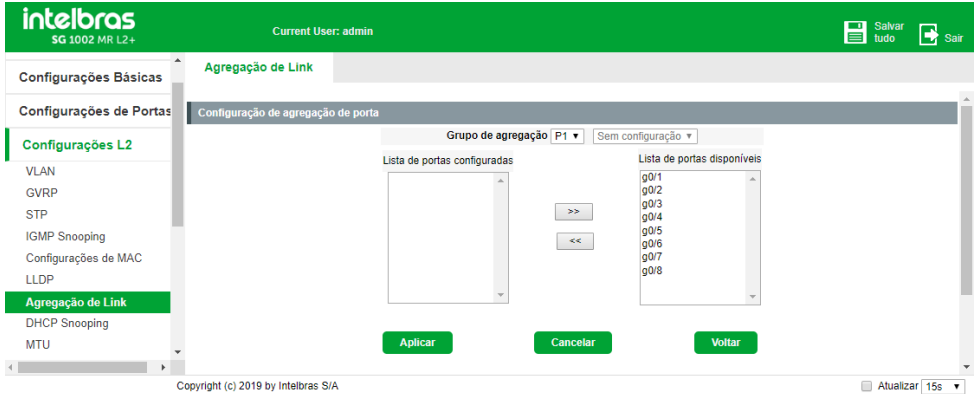 intelbras
SG 1002 MR L2+
Current User: admin
Salvar tudo
Sair
Configurações Básicas
Configurações de Portas
Configurações L2
VLAN
GVRP
STP
IGMP Snooping
Configurações de MAC
LLDP
Agregação de Link
DHCP Snooping
MTU
Agregação de Link
Configuração de agregação de porta
Grupo de agregação P1 Sem configuração
Lista de portas configuradas
Lista de portas disponíveis
g0/1
g0/2
g0/3
g0/4
g0/5
g0/6
g0/7
g0/8
>>
<<
Aplicar Cancelar Voltar
Copyright (c) 2019 by Intelbras S/A
Atualizar 15s